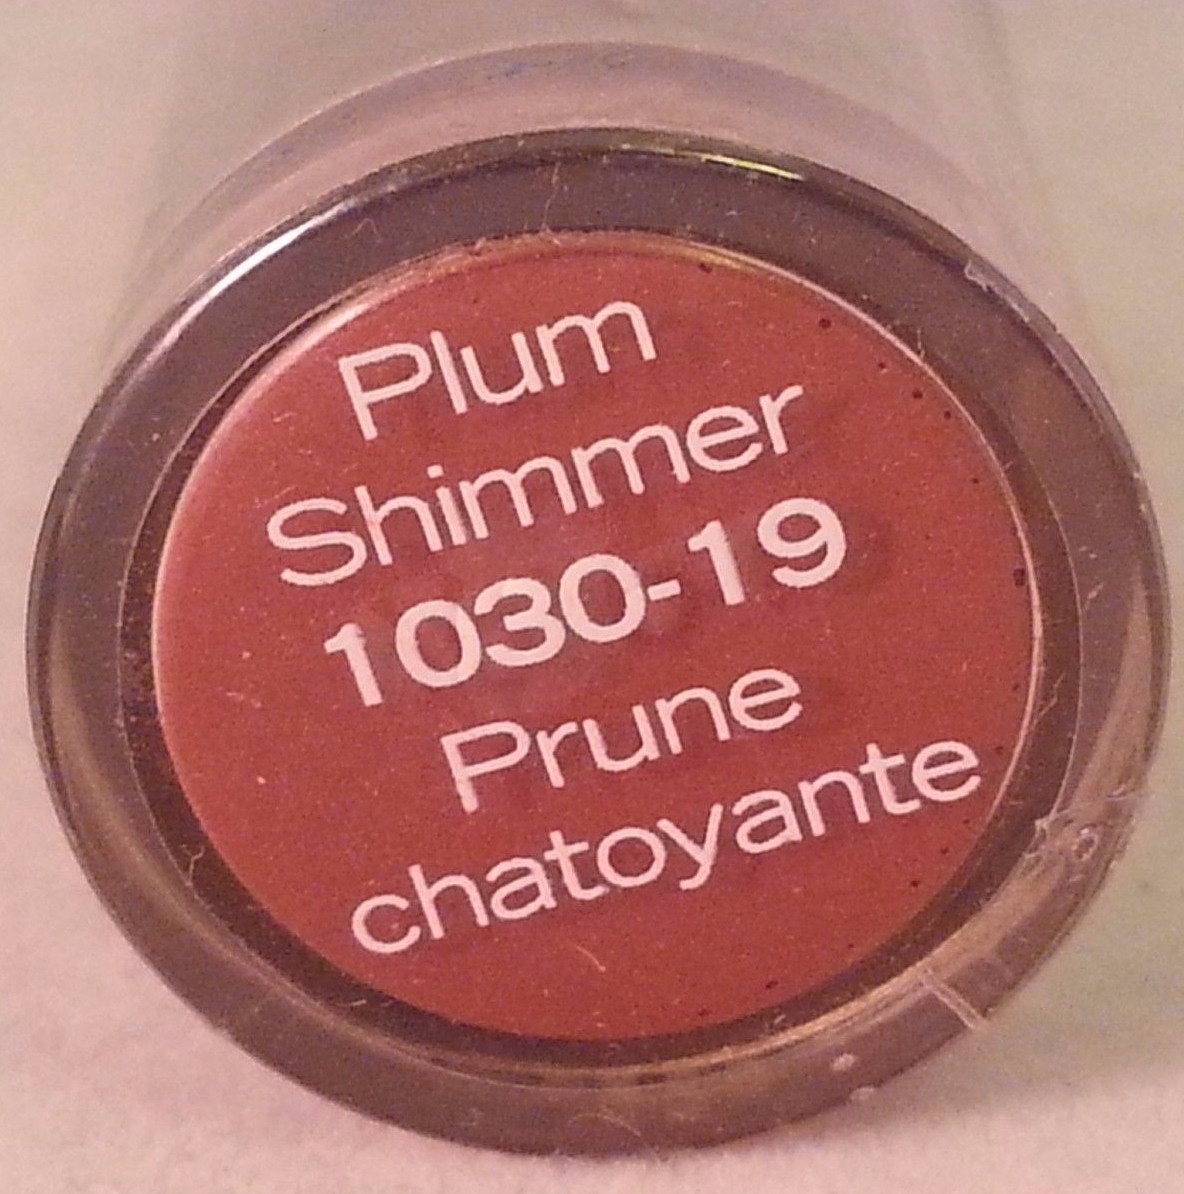 Plum
Shimmer
1030-19
Prune
chatoyante